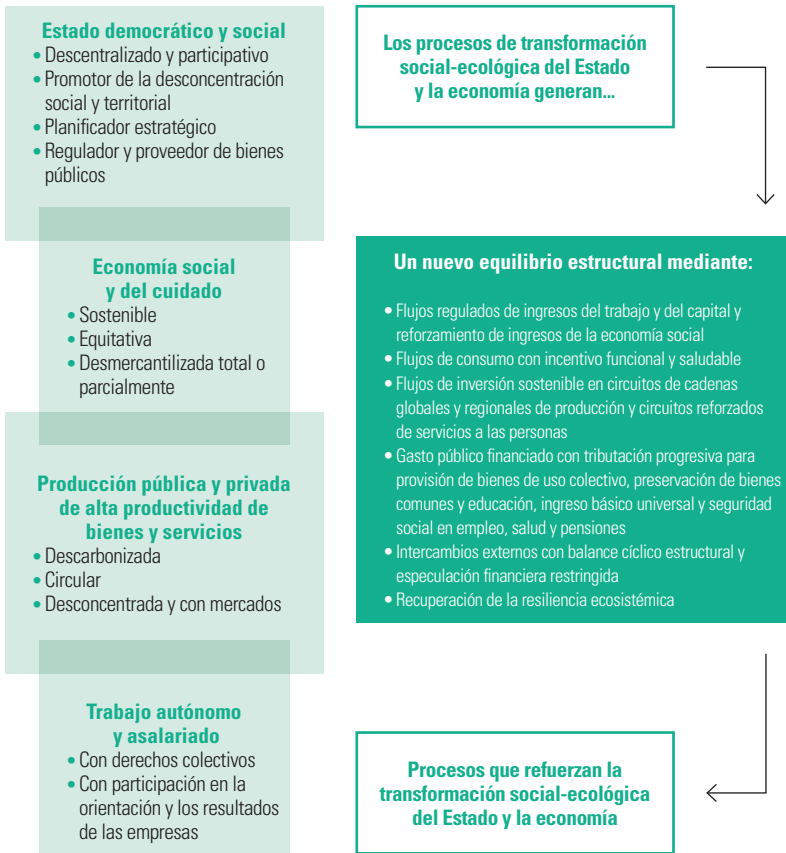 Estado democrático y social
• Descentralizado y participativo
• Promotor de la desconcentración
social y territorial
• Planificador estratégico
• Regulador y proveedor de bienes
públicos
Economía social
y del cuidado
• Sostenible
• Equitativa
• Desmercantilizada total o
parcialmente
Producción pública y privada
de alta productividad de
bienes y servicios
• Descarbonizada
• Circular
• Desconcentrada y con mercados
Trabajo autónomo
y asalariado
• Con derechos colectivos
• Con participación en la
orientación y los resultados
de las empresas
Los procesos de transformación
social-ecológica del Estado
y la economía generan...
Un nuevo equilibrio estructural mediante:
• Flujos regulados de ingresos del trabajo y del capital y
reforzamiento de ingresos de la economía social
• Flujos de consumo con incentivo funcional y saludable
• Flujos de inversión sostenible en circuitos de cadenas
globales y regionales de producción y circuitos reforzados
de servicios a las personas
• Gasto público financiado con tributación progresiva para
provisión de bienes de uso colectivo, preservación de bienes
comunes y educación, ingreso básico universal y seguridad
social en empleo, salud y pensiones
• Intercambios externos con balance cíclico estructural y
especulación financiera restringida
• Recuperación de la resiliencia ecosistémica
Procesos que refuerzan la
transformación social-ecológica
del Estado y la economía